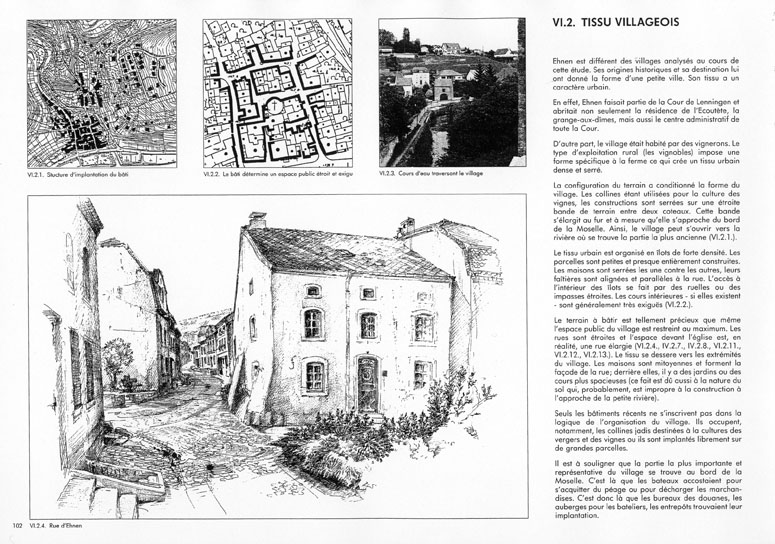 VI.2. TISSU VILLAGEOIS
Ehnen est différent des villages analysés au cours de
cette étude. Ses origines historiques et sa destination lui
ont donné la forme d'une petite ville. Son tissu a un
caractère urbain.
En effet, Ehnen faisait partie de la Cour de Lenningen et
abritait non seulement la résidence de l'Ecoutète, la
grange-aux-dîmes, mais aussi le centre administratif de
toute la Cour.
D'autre part, le village était habité par des vignerons. Le
type d'exploitation rural (les vignobles) impose une
forme spécifique à la ferme ce qui crée un tissu urbain
dense et serré.
La configuration du terrain a conditionné la forme du
village. Les collines étant utilisées pour la culture des
vignes, les constructions sont serrées sur une étroite
bande de terrain entre deux coteaux. Cette bande
s'élargit au fur et à mesure qu'elle s'approche du bord
de la Moselle. Ainsi, le village peut s'ouvrir vers la
rivière où se trouve la partie la plus ancienne (VI.2.1.).
Le tissu urbain est organisé en îlots de forte densité. Les
parcelles sont petites et presque entièrement construites.
Les maisons sont serrées les une contre les autres, leurs
faîtières sont alignées et parallèles à la rue. L'accès à
l'intérieur des îlots se fait par des ruelles ou des
impasses étroites. Les cours intérieures - si elles existent
- sont généralement très exiguës (VI.2.2.).
Le terrain à bâtir est tellement précieux que même
l'espace public du village est restreint au maximum. Les
rues sont étroites et l'espace devant l'église est, en
réalité, une rue élargie (VI.2.4., IV.2.7., IV.2.8., VI.2.11.,
VI.2.12., VI.2.13.). Le tissu se dessere vers les extrémités
du village. Les maisons sont mitoyennes et forment la
façade de la rue; derrière elles, il y a des jardins ou des
cours plus spacieuses (ce fait est dû aussi à la nature du
sol qui, probablement, est impropre à la construction à
l'approche de la petite rivière).
Seuls les bâtiments récents ne s'inscrivent pas dans la
logique de l'organisation du village. Ils occupent,
notamment, les collines jadis destinées à la cultures des
vergers et des vignes ou ils sont implantés librement sur
de grandes parcelles.
Il est à souligner que la partie la plus importante et
représentative du village se trouve au bord de la
Moselle. C'est là que les bateaux accostaient pour
s'acquitter du péage ou pour décharger les marchan-
dises. C'est donc là que les bureaux des douanes, les
auberges pour les bateliers, les entrepôts trouvaient leur
implantation.
VI.2.1. Stucture d'implantation du bâti
VI.2.2. Le bâti détermine un espace public étroit et exigu
VI.2.3. Cours d'eau traversant le village
102 VI.2.4. Rue d'Ehnen